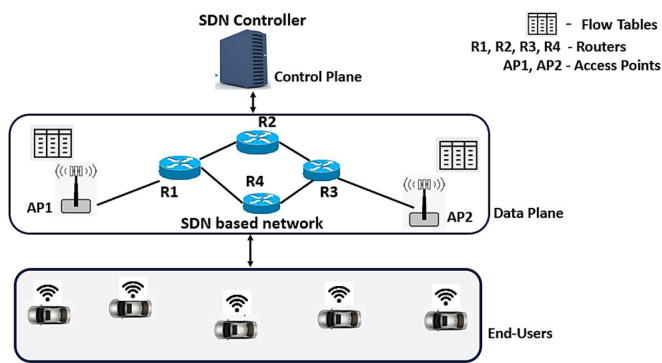 SDN Controller
- Flow Tables
R1, R2, R3, R4 - Routers
AP1, AP2 - Access Points
Control Plane
R2
R1
R4
R3
AP1
AP2
SDN based network
Data Plane
End-Users